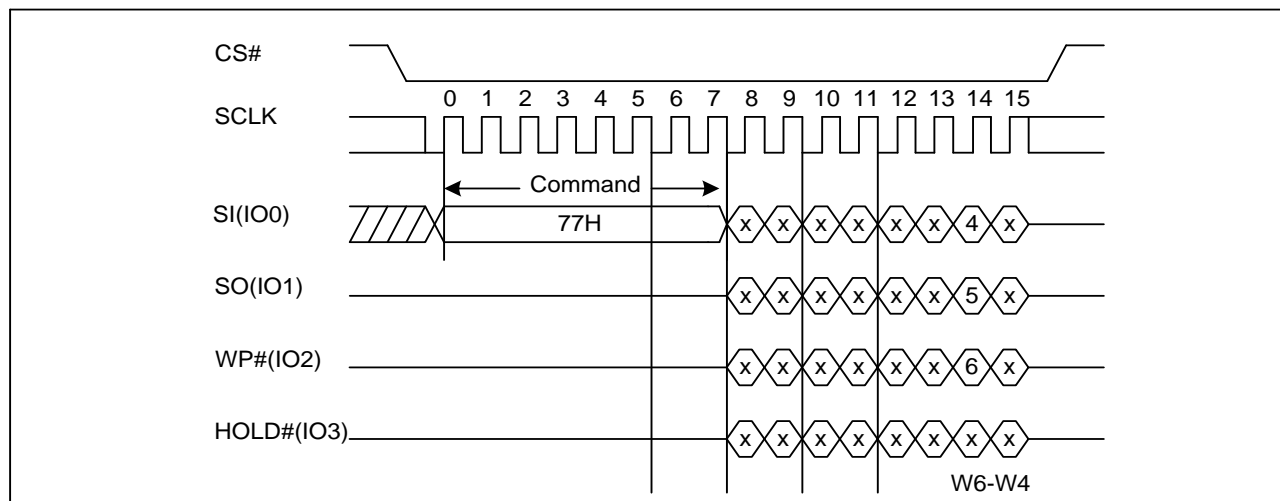 CS#
0 1 2 3 4 5 6 7 8 9 10 11 12 13 14 15
SCLK
Command
SI(IO0)
77H x x x x x x 4 x
SO(IO1)
x x x x x x 5 x
WP#(IO2)
x x x x x x 6 x
HOLD#(IO3)
x x x x x x x x
W6-W4